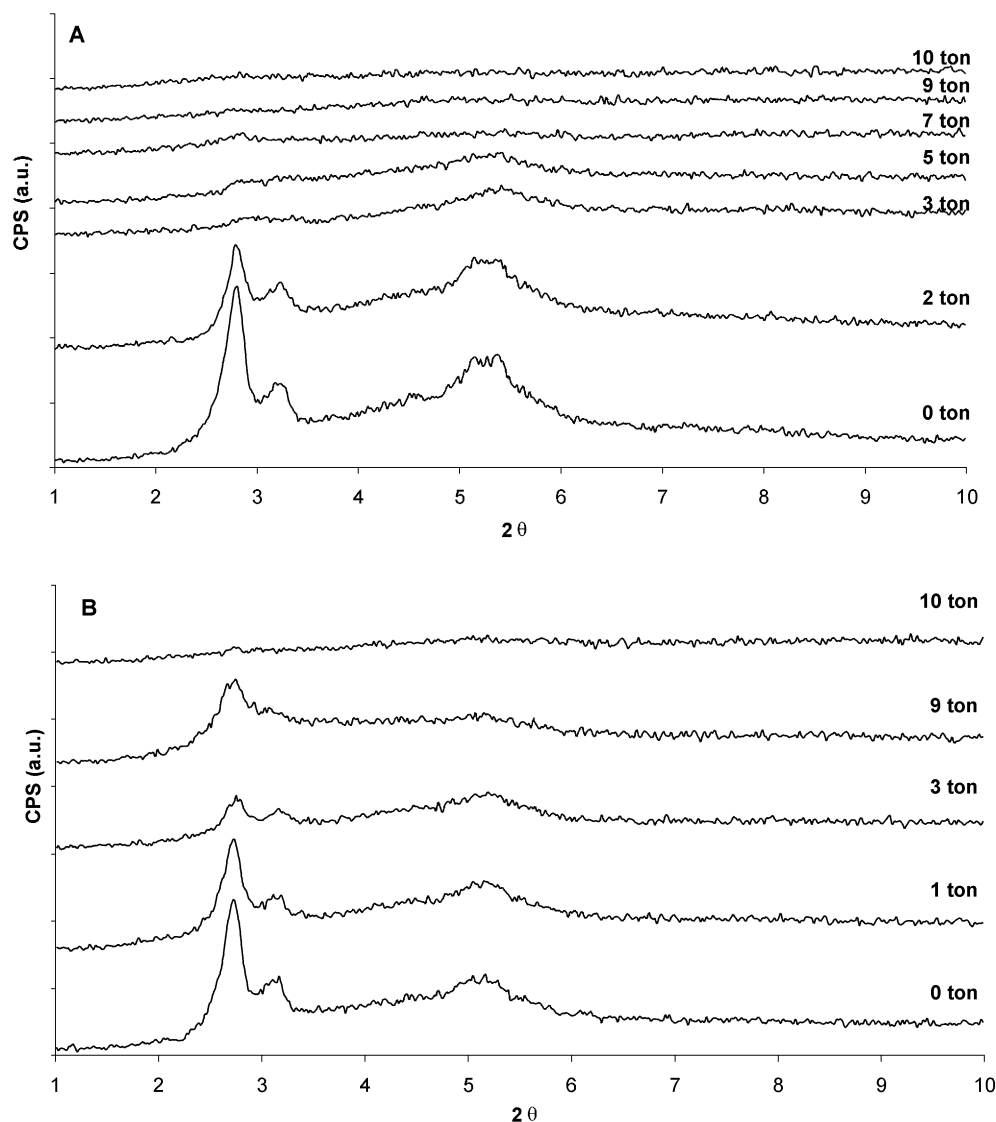 A
10 ton
9 ton
7 ton
5 ton
3 ton
2 ton
0 ton
CPS (a.u.)
1 2 3 4 5 6 7 8 9 10
2 θ
B
10 ton
9 ton
3 ton
1 ton
0 ton
CPS (a.u.)
1 2 3 4 5 6 7 8 9 10
2 θ